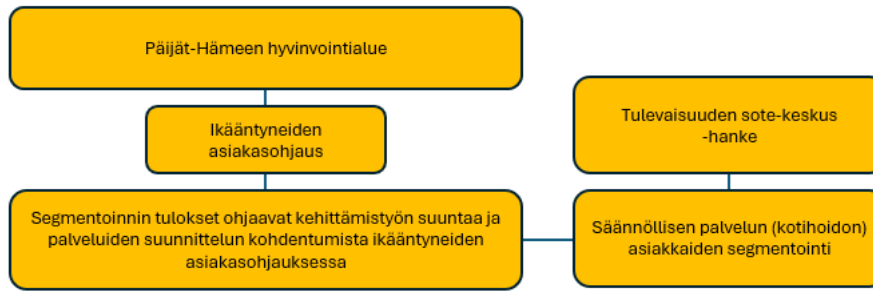 Päijät-Hämeen hyvinvointialue
Ikääntyneiden
asiakasohjaus
Segmentoinnin tulokset ohjaavat kehittämistyön suuntaa ja
palveluiden suunnittelun kohdentumista ikääntyneiden
asiakasohjauksessa
Tulevaisuuden sote-keskus
-hanke
Säännöllisen palvelun (kotihoidon)
asiakkaiden segmentointi